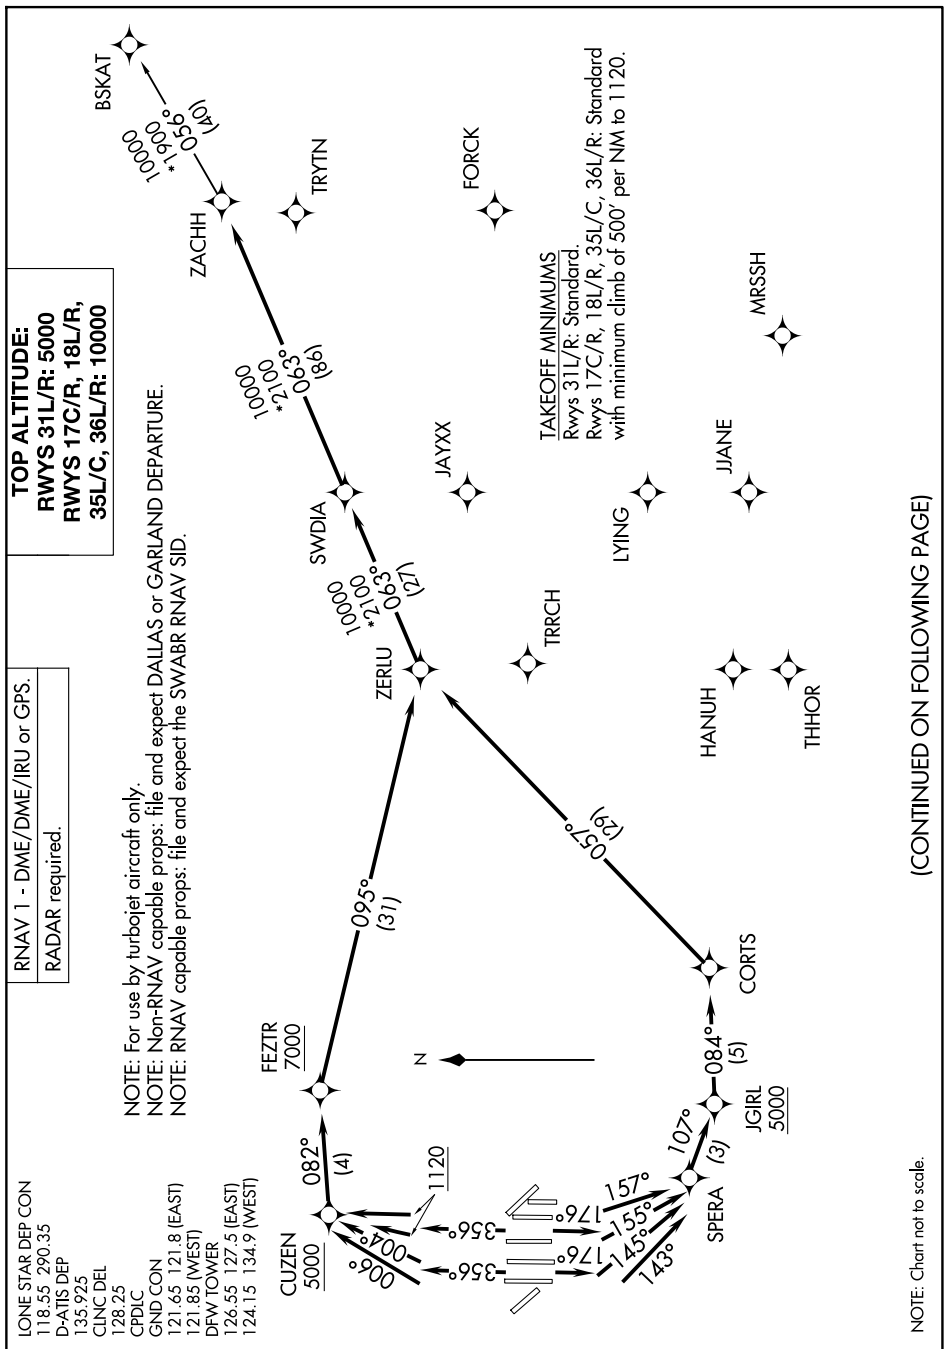 LONE STAR DEP CON
118.55 290.35
D-ATIS DEP
135.925
CLNC DEL
128.25
CPDLC
GND CON
121.65 121.8 (EAST)
121.85 (WEST)
DFW TOWER
126.55 127.5 (EAST)
124.15 134.9 (WEST)
RNAV 1 - DME/DME/IRU or GPS.
RADAR required.
TOP ALTITUDE:
RWYS 31L/R: 5000
RWYS 17C/R, 18L/R,
35L/C, 36L/R: 10000
NOTE: For use by turbojet aircraft only.
NOTE: Non-RNAV capable props: file and expect DALLAS or GARLAND DEPARTURE.
NOTE: RNAV capable props: file and expect the SWABR RNAV SID.
BSKAT
10000
*1900
056°
(40)
ZACHH
TRYTN
10000
*2100
063°
(86)
SWDIA
JAYXX
FORCK
10000
*2100
063°
(27)
ZERLU
TRRCH
FEZTR
7000
095°
(31)
082°
(4)
CUZEN
5000
1120
N
006°
004°
356°
356°
TAKEOFF MINIMUMS
Rwys 31L/R: Standard.
Rwys 17C/R, 18L/R, 35L/C, 36L/R: Standard
with minimum climb of 500' per NM to 1120.
057°
(29)
LYING
JJANE
MRSSH
HANUH
THHOR
176°
176°
157°
155°
145°
143°
SPERA
107°
(3)
JGIRL
5000
084°
(5)
CORTS
NOTE: Chart not to scale.
(CONTINUED ON FOLLOWING PAGE)